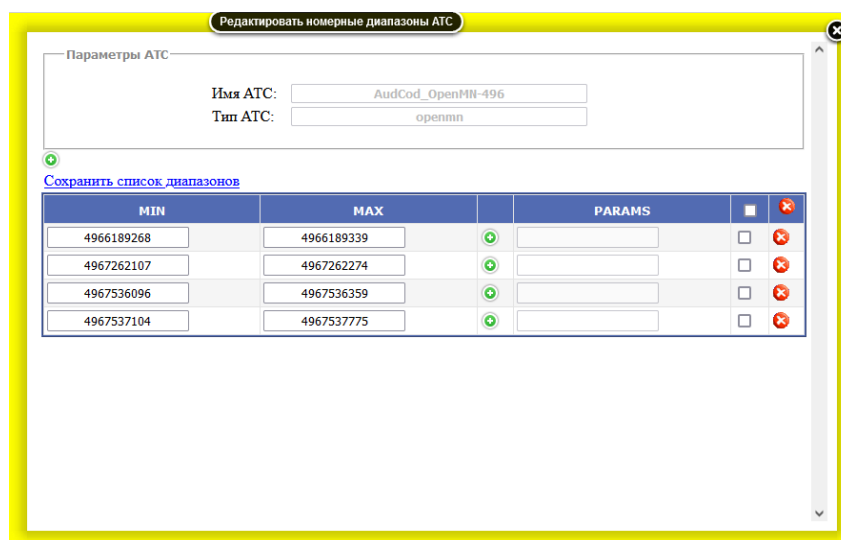 Редактировать номерные диапазоны АТС
Параметры АТС
Имя АТС: AudCod_OpenMN-496
Тип АТС: openmn
Сохранить список диапазонов
MIN MAX PARAMS
4966189268 4966189339
4967262107 4967262274
4967536096 4967536359
4967537104 4967537775